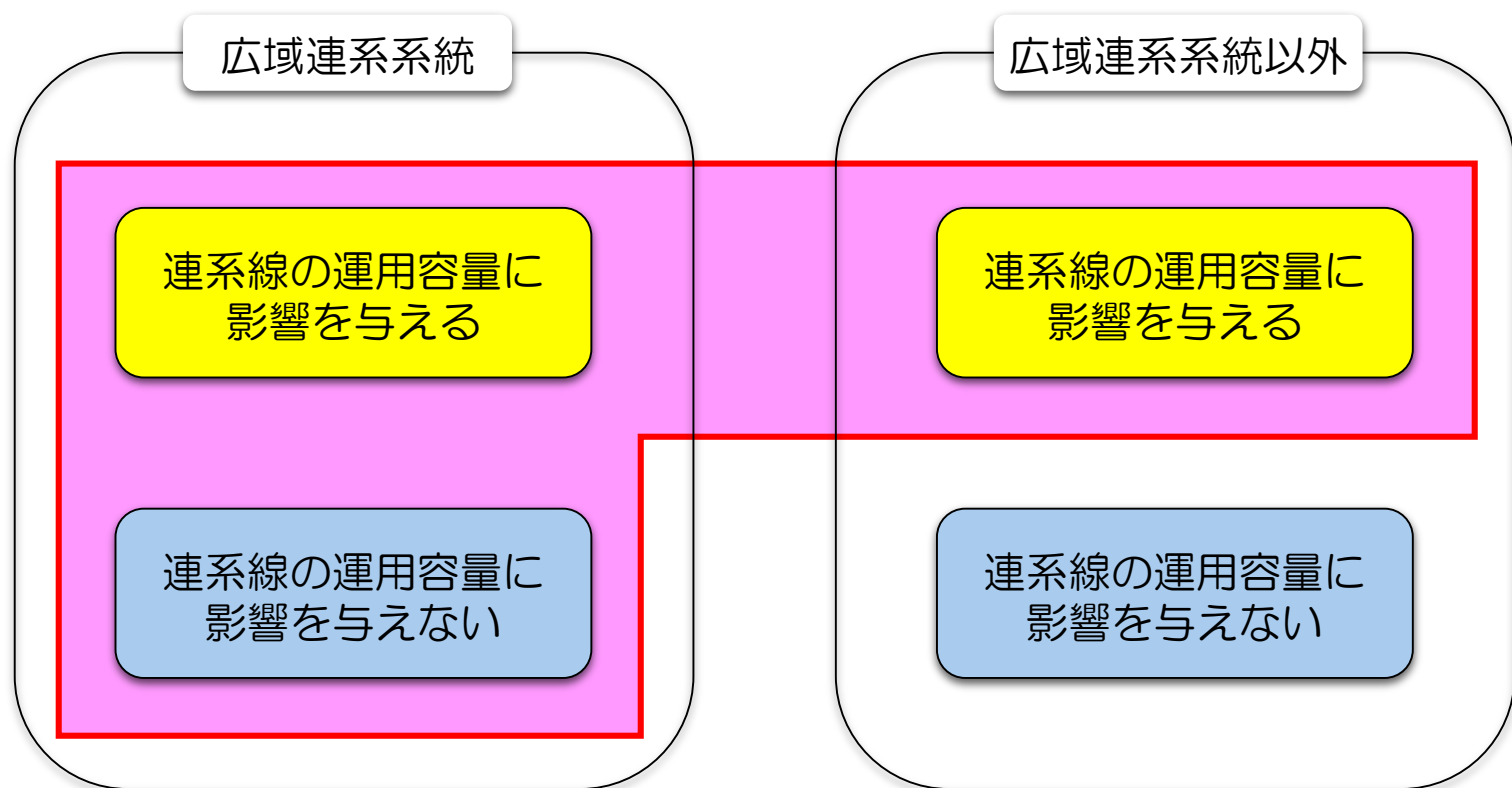 広域連系系統
広域連系系統以外
連系線の運用容量に
影響を与える
連系線の運用容量に
影響を与える
連系線の運用容量に
影響を与えない
連系線の運用容量に
影響を与えない